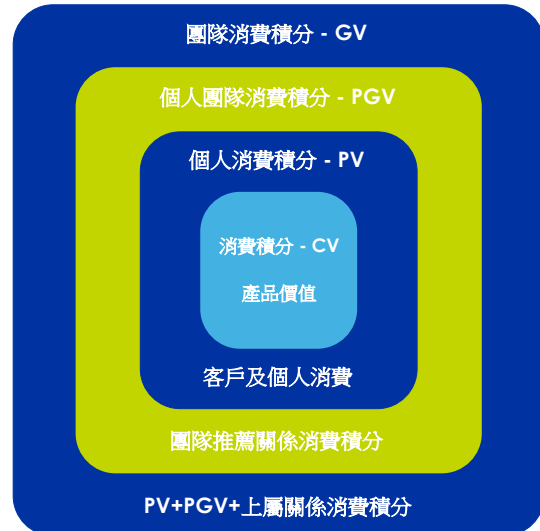 團隊消費積分 - GV
個人團隊消費積分 - PGV
個人消費積分 - PV
消費積分 - CV
產品價值
客戶及個人消費
團隊推薦關係消費積分
PV+PGV+上屬關係消費積分